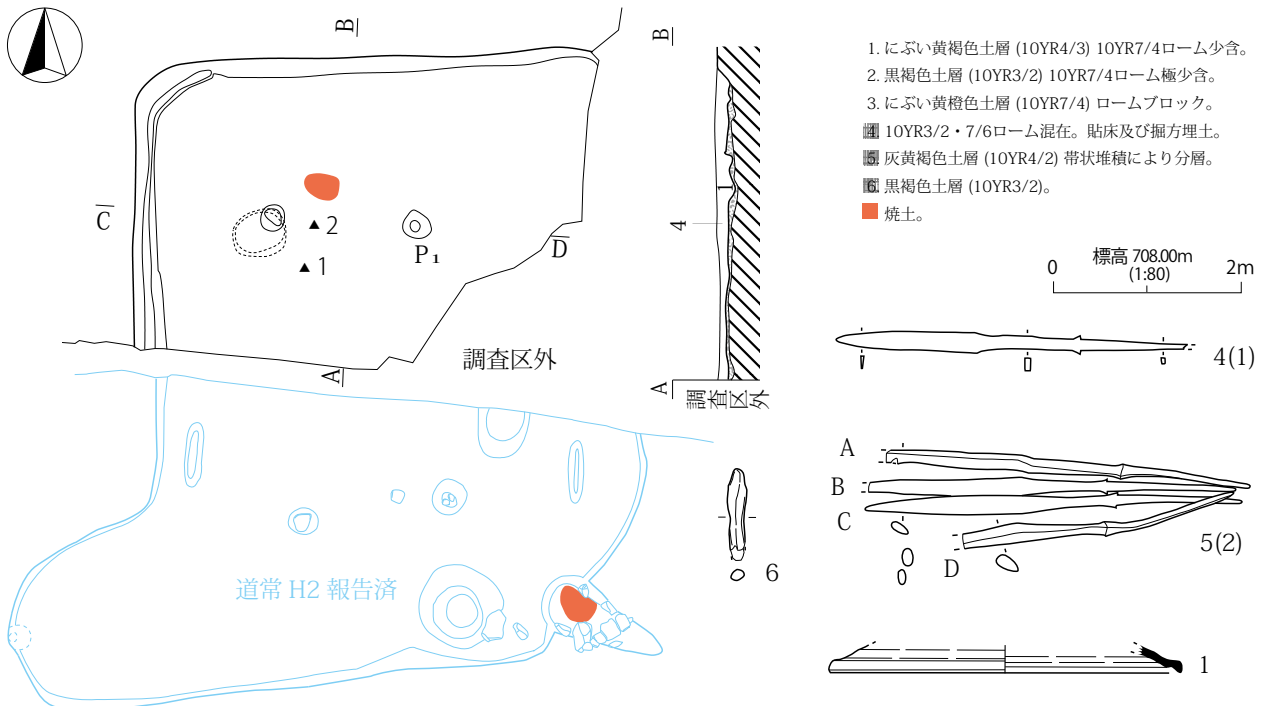 B
B
1. にぶい黄褐色土層 (10YR4/3) 10YR7/4ローム少含。
2. 黒褐色土層 (10YR3/2) 10YR7/4ローム極少含。
3. にぶい黄橙色土層 (10YR7/4) ロームブロック。
4. 10YR3/2・7/6ローム混在。貼床及び掘方埋土。
5. 灰黄褐色土層 (10YR4/2) 帯状堆積により分層。
6. 黒褐色土層 (10YR3/2)。
焼土。
C
▲2
P1
D
▲1
4
1
標高 708.00m
0
(1:80)
2m
調査区外
A
A
調査区外
4(1)
A
B
C
D
5(2)
6
道常 H2 報告済
1